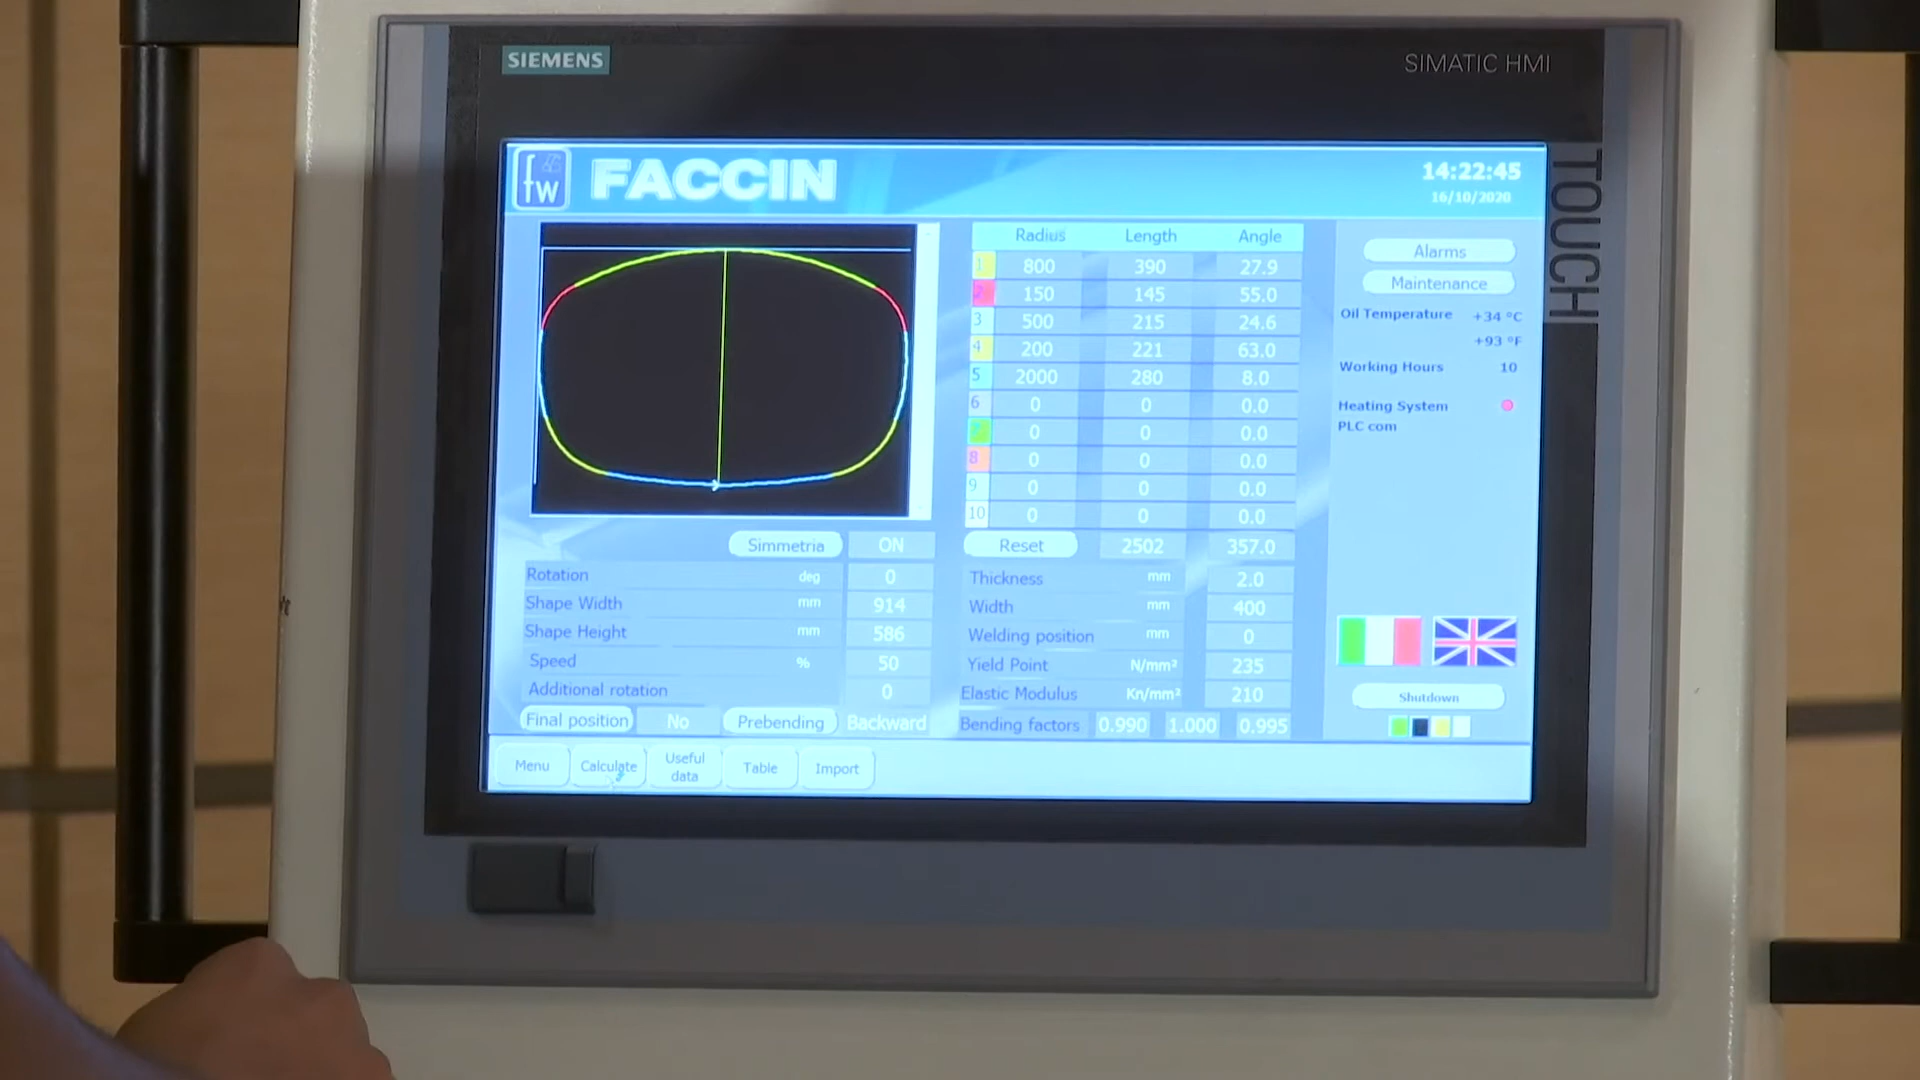 SIEMENS
SIMATIC HMI
TOUCH
fw
FACCIN
14:22:45
16/10/2020
Radius Length Angle
1 800 390 27.9
2 150 145 55.0
3 500 215 24.6
4 200 221 63.0
5 2000 280 8.0
6 0 0 0.0
0 0 0.0
8 0 0 0.0
9 0 0 0.0
10 0 0 0.0
Reset 2502 357.0
Simmetria ON
Rotation deg 0
Shape Width mm 914
Shape Height mm 586
Speed % 50
Additional rotation 0
Final position No Prebending Backward
Thickness mm 2.0
Width mm 400
Welding position mm 0
Yield Point N/mm² 235
Elastic Modulus Kn/mm² 210
Bending factors 0.990 1.000 0.995
Alarms
Maintenance
Oil Temperature +34 °C
+93 °F
Working Hours 10
Heating System
PLC com
Shutdown
Menu
Calculate
Useful
data
Table
Import